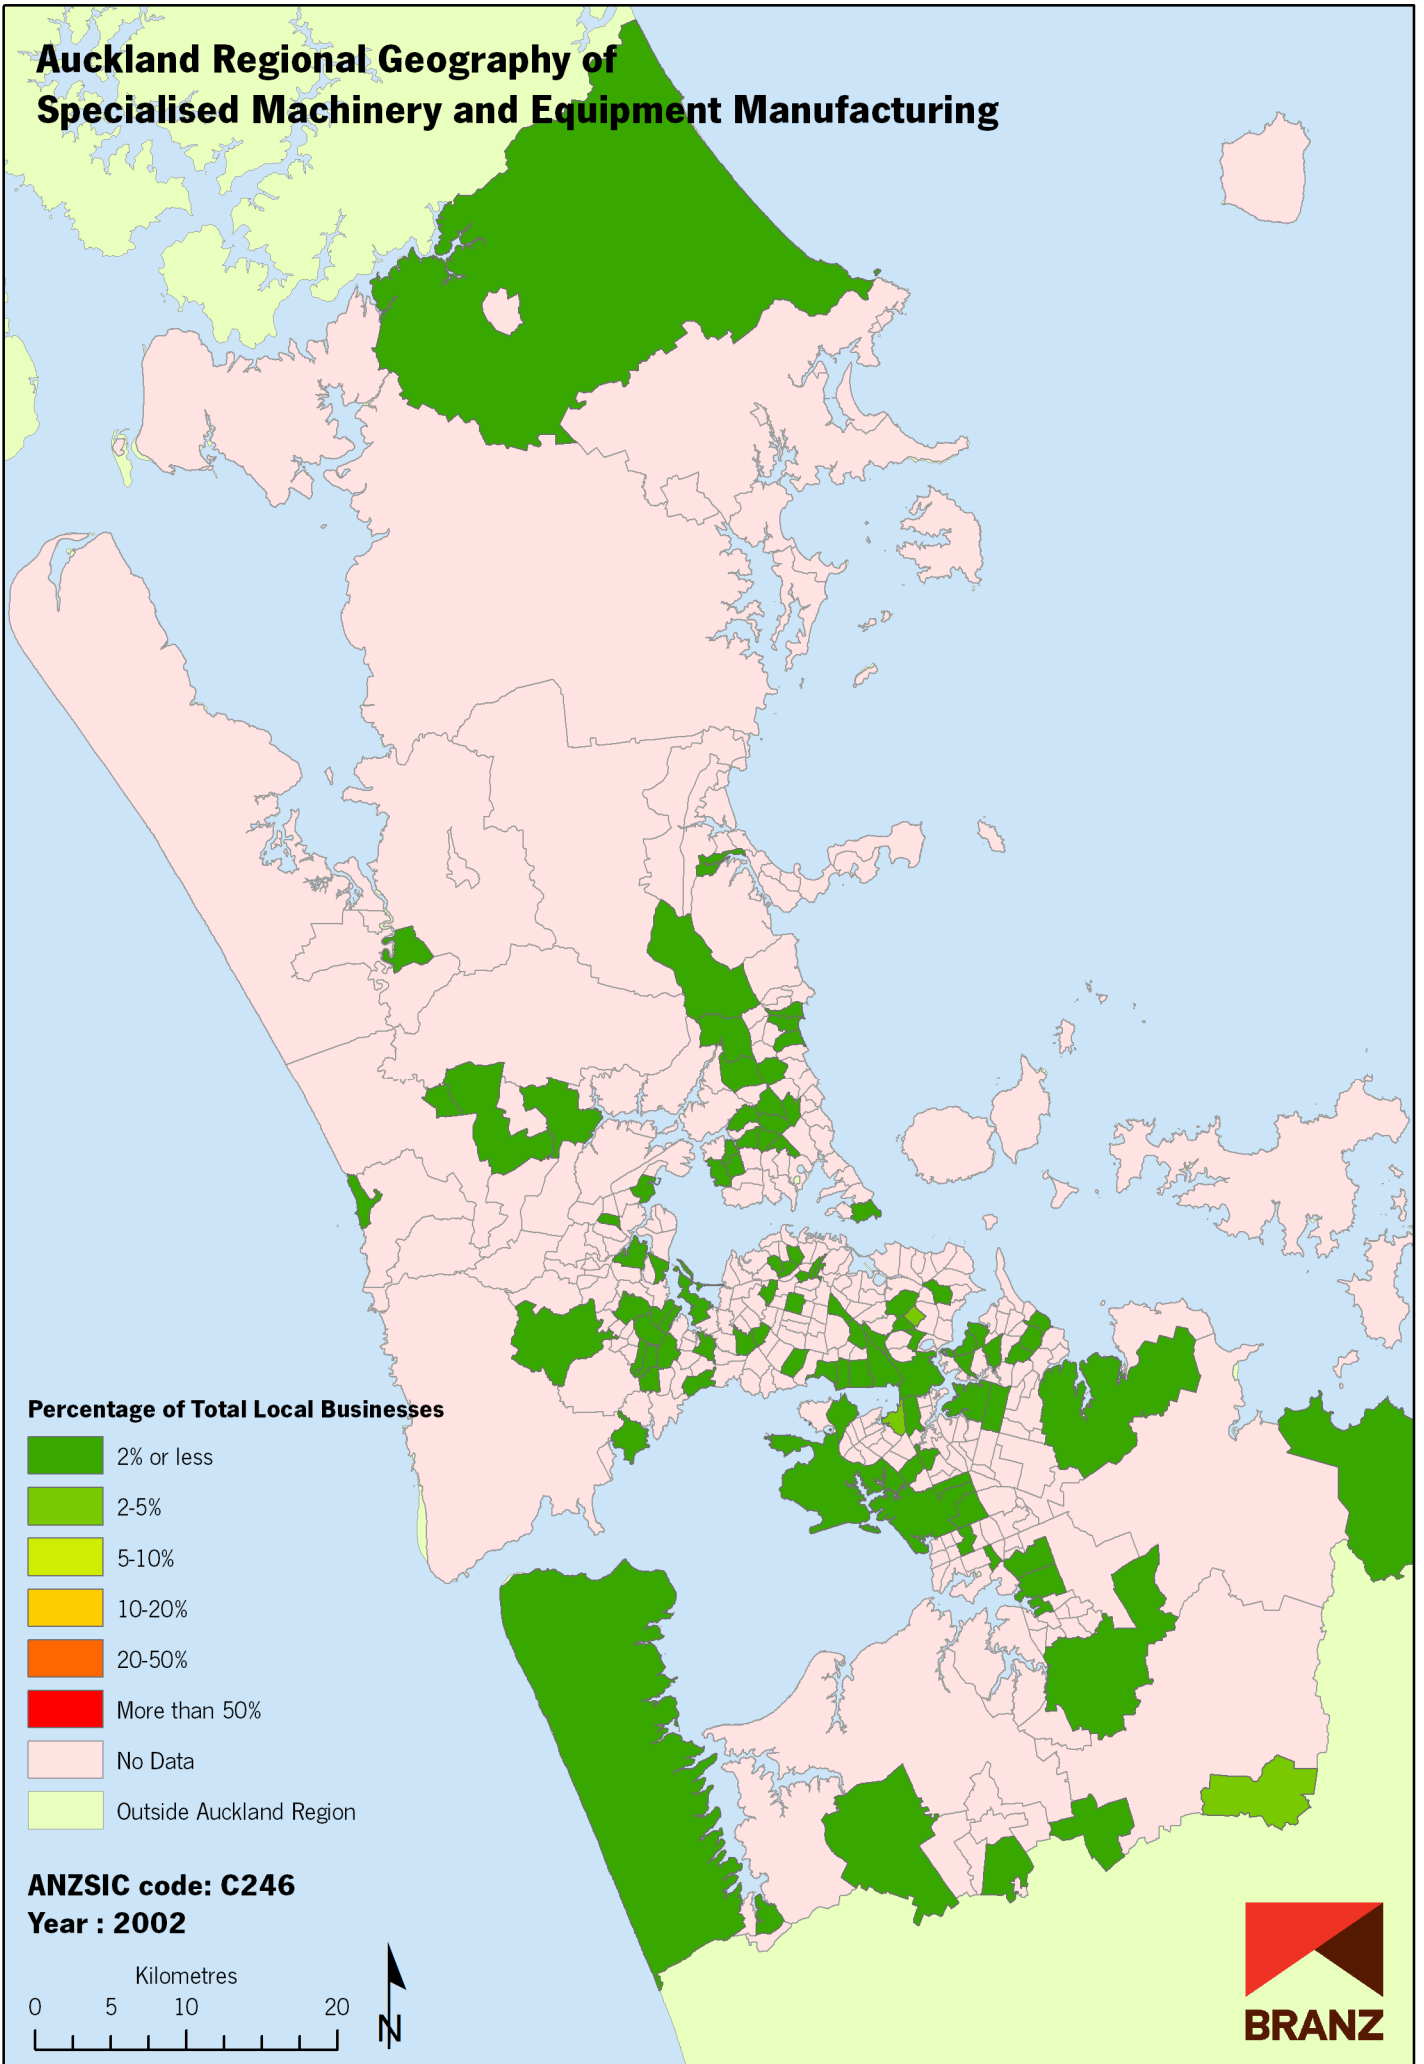 Auckland Regional Geography of
Specialised Machinery and Equipment Manufacturing
Percentage of Total Local Businesses
2% or less
2-5%
5-10%
10-20%
20-50%
More than 50%
No Data
Outside Auckland Region
ANZSIC code: C246
Year : 2002
Kilometres
0 5 10 20
N
BRANZ